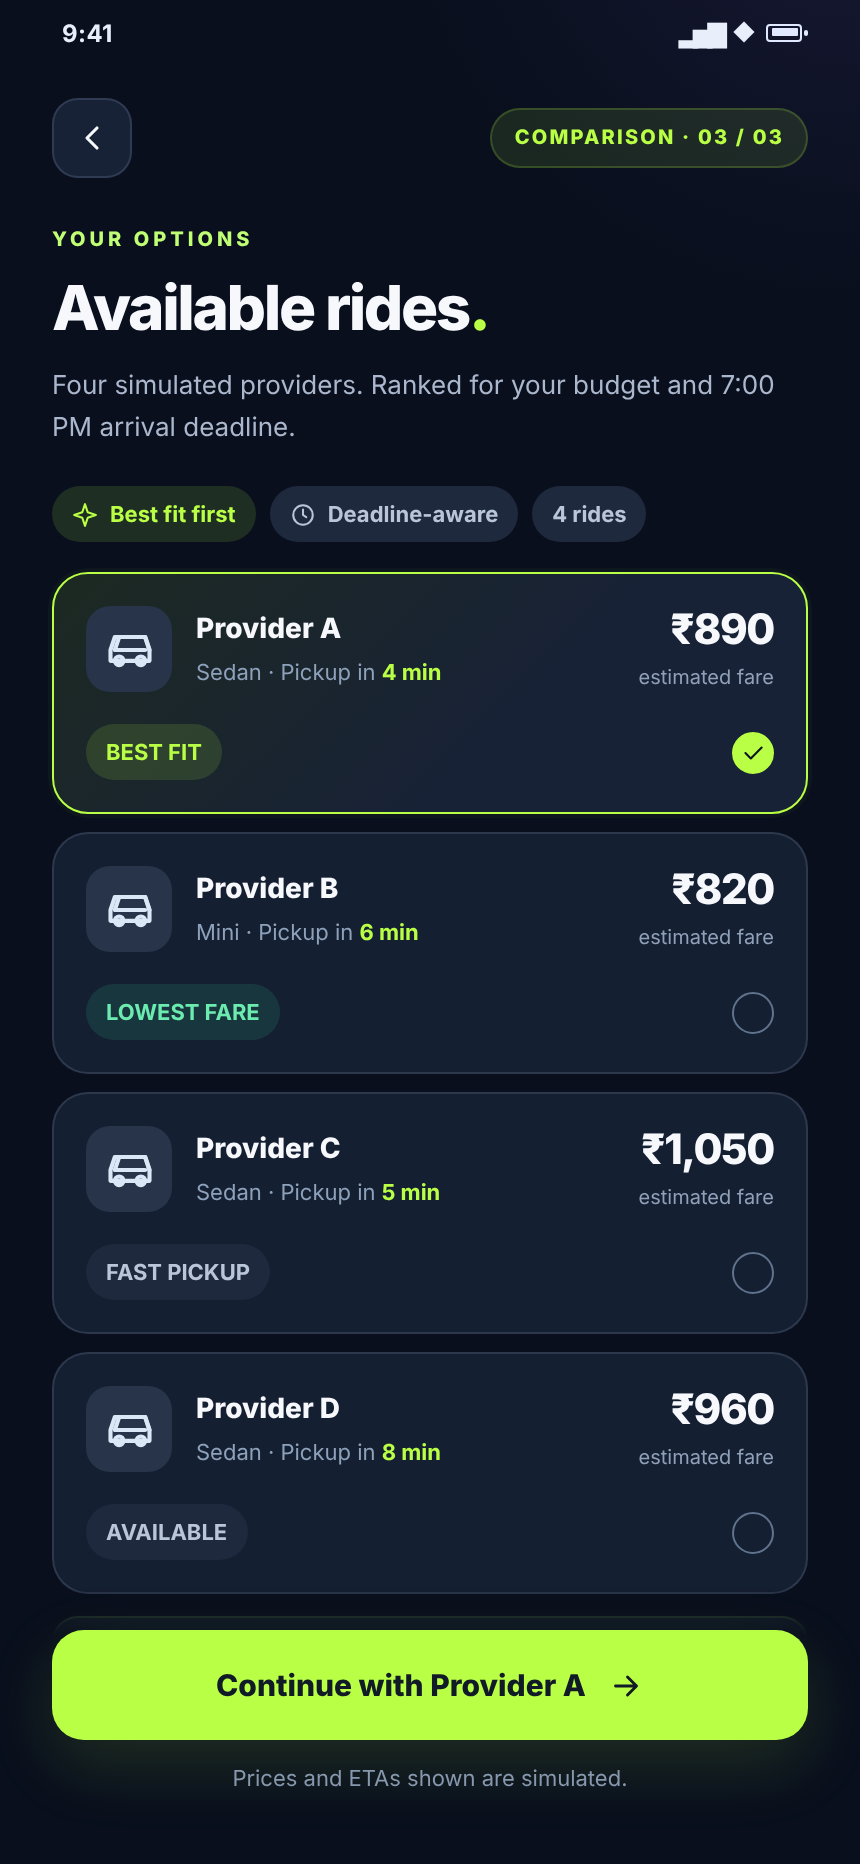 9:41
COMPARISON · 03 / 03
YOUR OPTIONS
Available rides.
Four simulated providers. Ranked for your budget and 7:00
PM arrival deadline.
Best fit first
Deadline-aware
4 rides
Provider A
₹890
Sedan · Pickup in 4 min
estimated fare
BEST FIT
Provider B
₹820
Mini · Pickup in 6 min
estimated fare
LOWEST FARE
Provider C
₹1,050
Sedan · Pickup in 5 min
estimated fare
FAST PICKUP
Provider D
₹960
Sedan · Pickup in 8 min
estimated fare
AVAILABLE
Continue with Provider A →
Prices and ETAs shown are simulated.